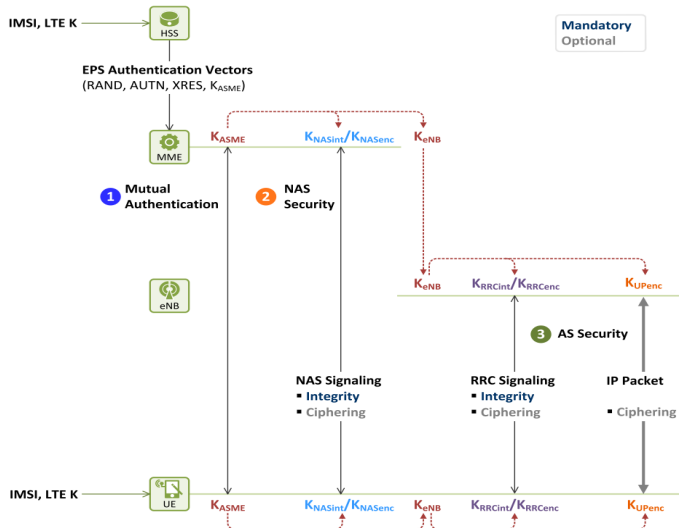 IMSI, LTE K
HSS
Mandatory
Optional
EPS Authentication Vectors
(RAND, AUTN, XRES, KASME)
MME
KASME
KNASint/KNASenc
KeNB
1 Mutual
Authentication
2 NAS
Security
eNB
KeNB
KRRCint/KRRCenc
KUPenc
3 AS Security
NAS Signaling
▪ Integrity
▪ Ciphering
RRC Signaling
▪ Integrity
▪ Ciphering
IP Packet
▪ Ciphering
IMSI, LTE K
UE
KASME
KNASint/KNASenc
KeNB
KRRCint/KRRCenc
KUPenc